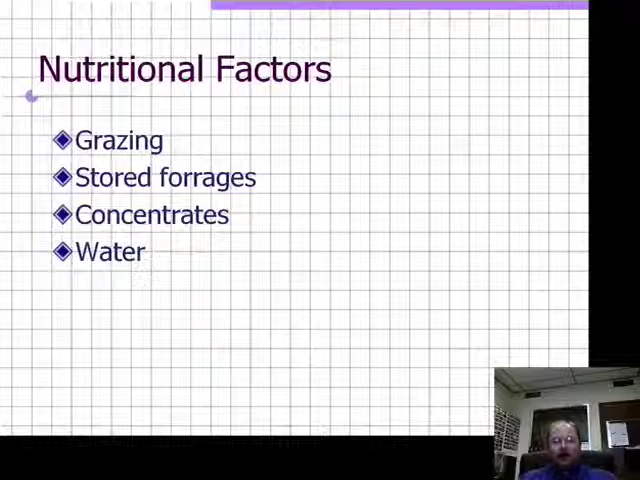 Nutritional Factors
Grazing
Stored forrages
Concentrates
Water